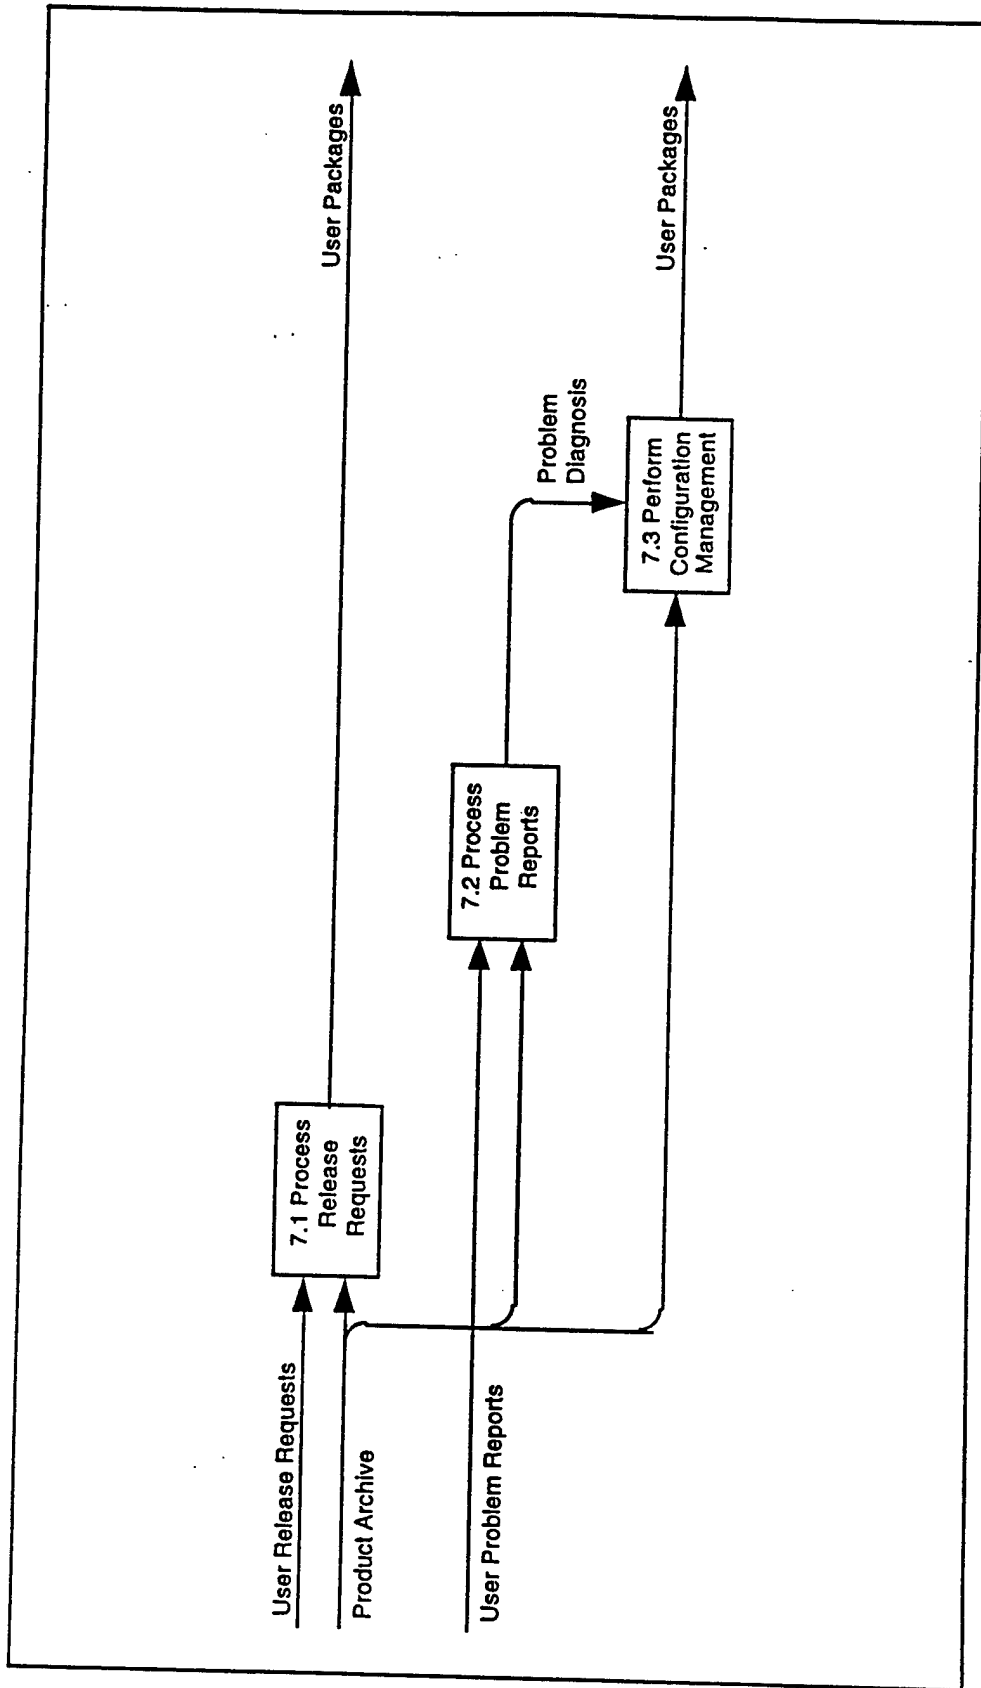 User Release Requests
Product Archive
User Problem Reports
7.1 Process
Release
Requests
7.2 Process
Problem
Reports
Problem
Diagnosis
7.3 Perform
Configuration
Management
User Packages
User Packages